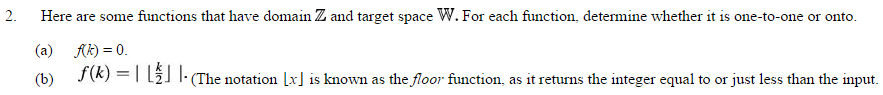 2. Here are some functions that have domain ℤ and target space 𝕎. For each function, determine whether it is one-to-one or onto.
(a) f(k) = 0.
(b) f(k) = | ⌊k/2⌋ |. (The notation ⌊x⌋ is known as the floor function, as it returns the integer equal to or just less than the input.